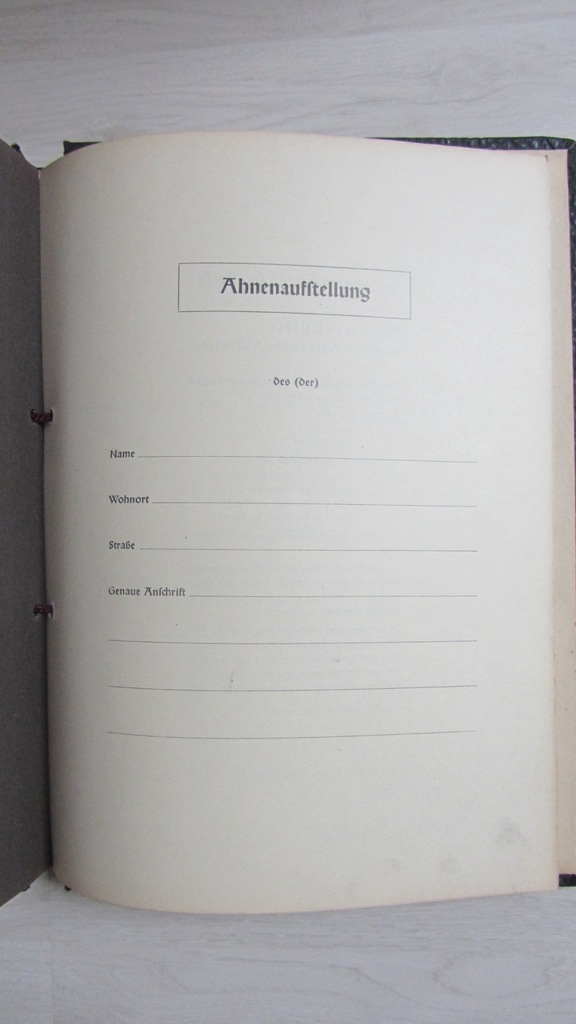 Ahnenaufſtellung
des (der)
Name
Wohnort
Straße
Genaue Anſchrift